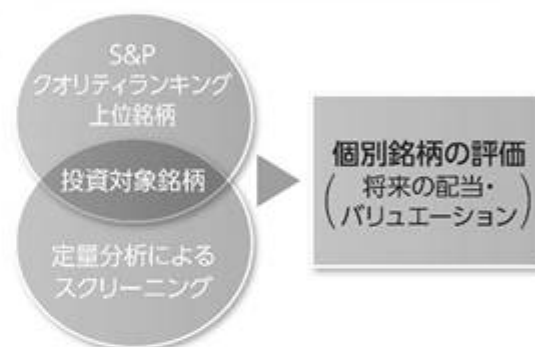 S&P
クオリティランキング
上位銘柄
投資対象銘柄
定量分析による
スクリーニング
個別銘柄の評価
(将来の配当・
バリュエーション)